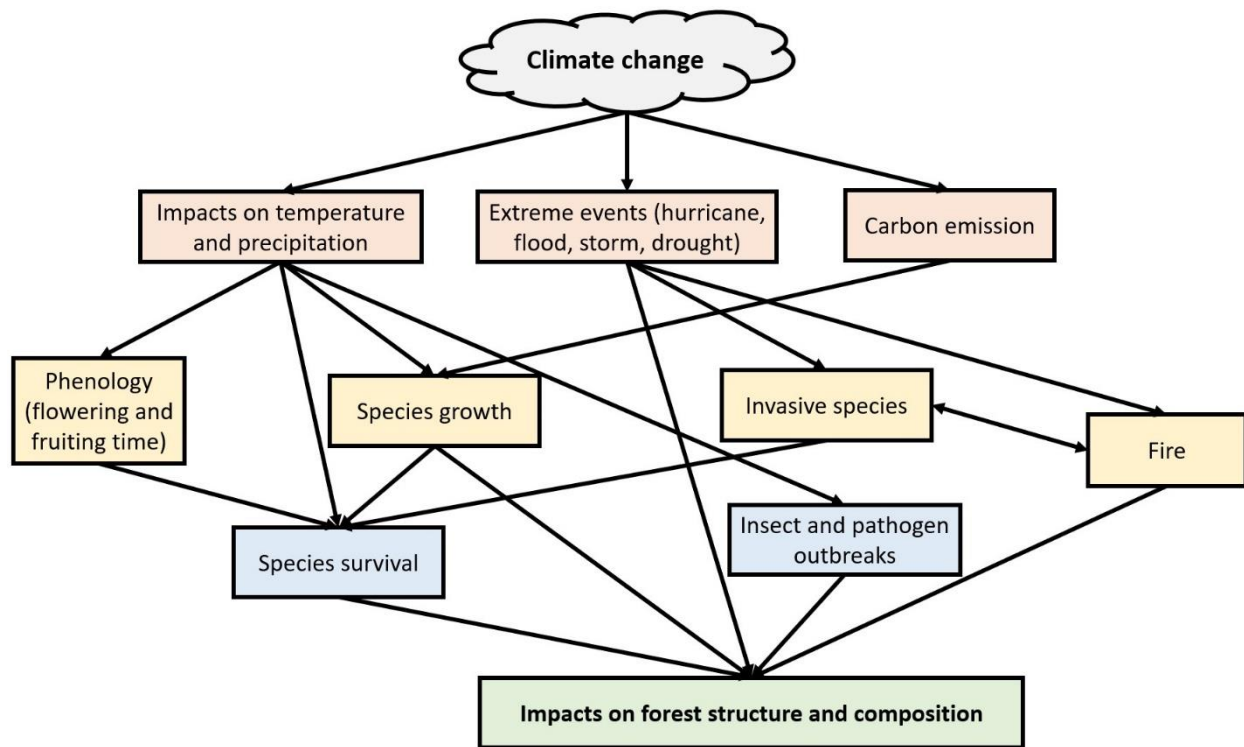 Climate change
Impacts on temperature
and precipitation
Extreme events (hurricane,
flood, storm, drought)
Carbon emission
Phenology
(flowering and
fruiting time)
Species growth
Invasive species
Fire
Species survival
Insect and pathogen
outbreaks
Impacts on forest structure and composition